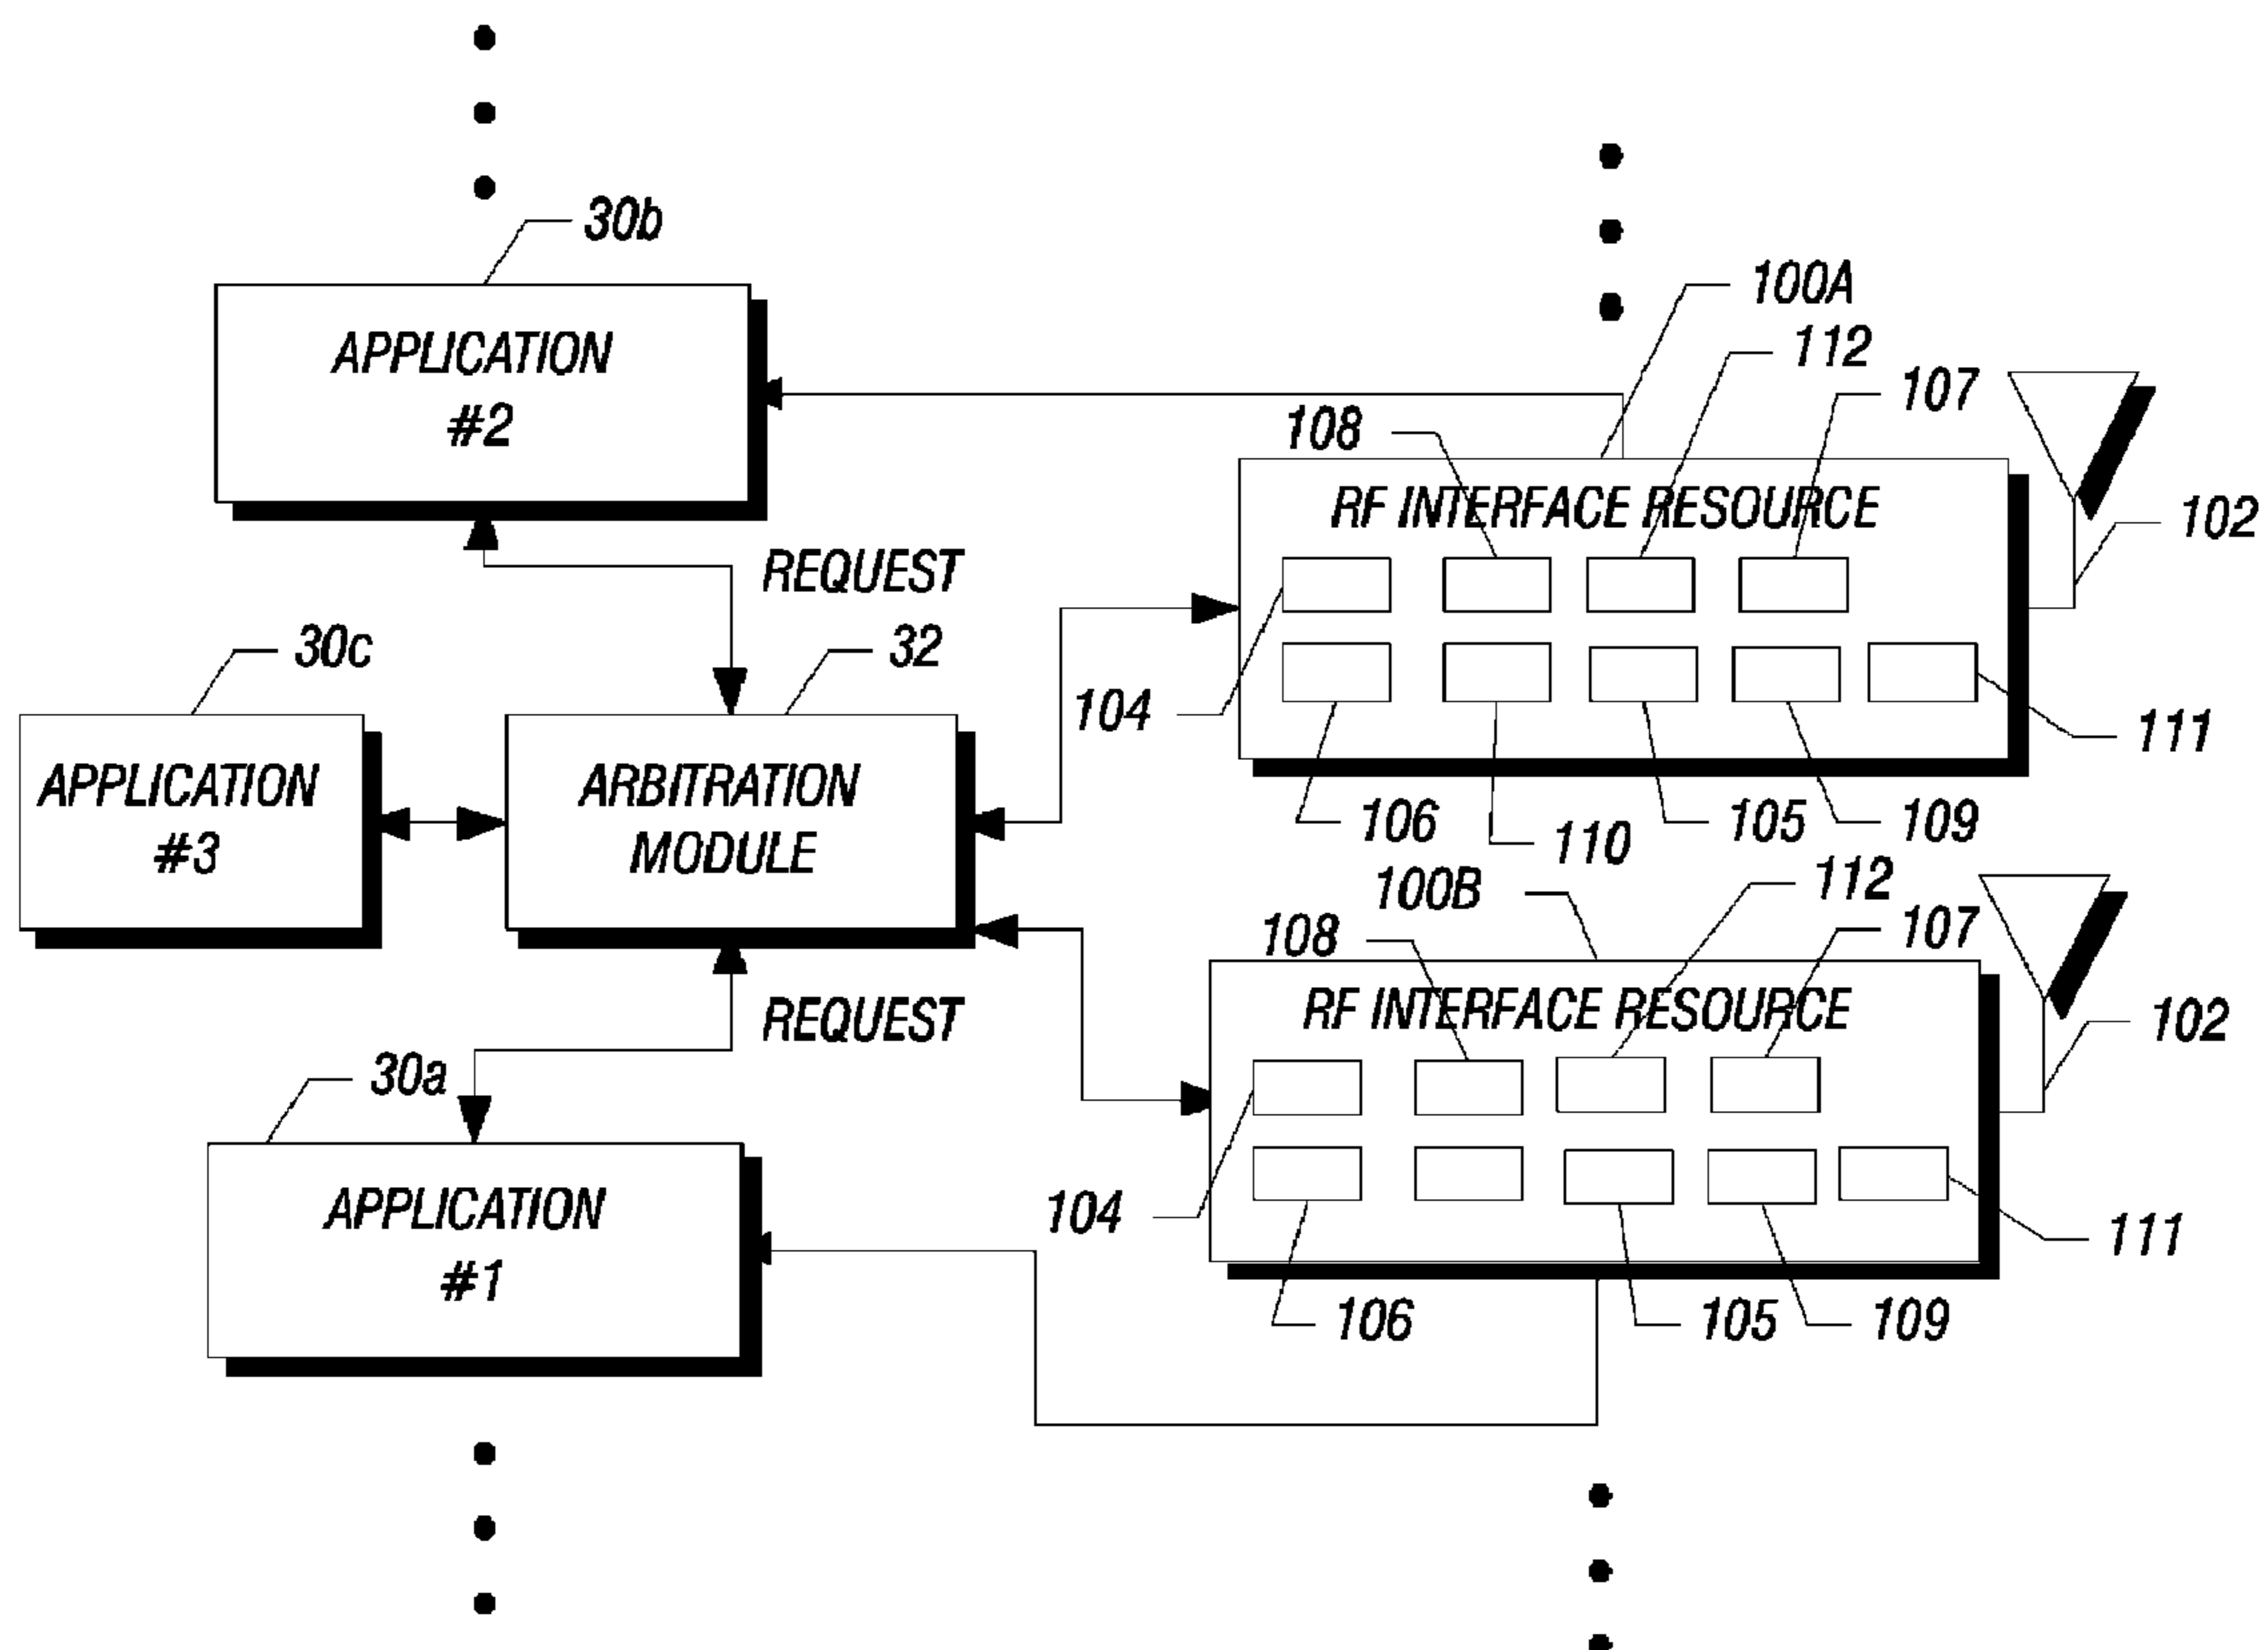 30b
100A
APPLICATION
#2
112
107
108
RF INTERFACE RESOURCE
102
REQUEST
30c
32
104
111
APPLICATION
#3
ARBITRATION
MODULE
106
110
105
109
100B
112
107
108
RF INTERFACE RESOURCE
102
REQUEST
30a
104
111
APPLICATION
#1
106
105
109